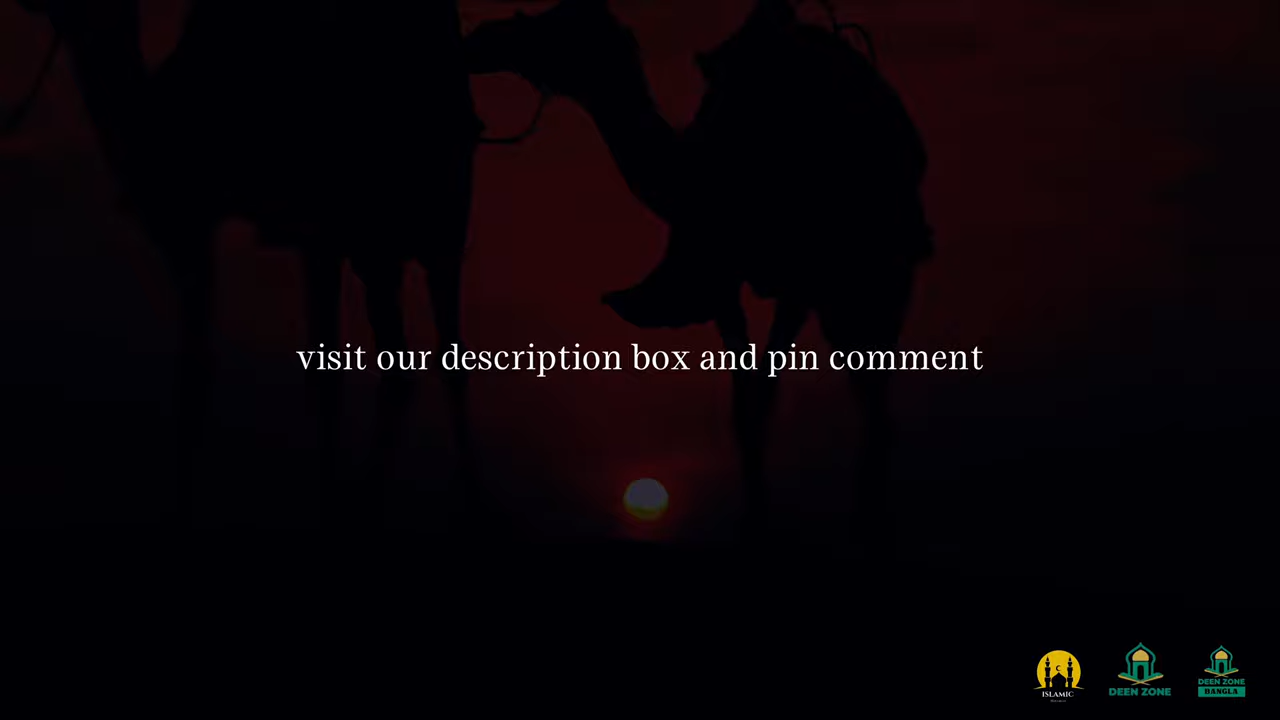 visit our description box and pin comment
ISLAMIC
DEEN ZONE
DEEN ZONE
BANGLA